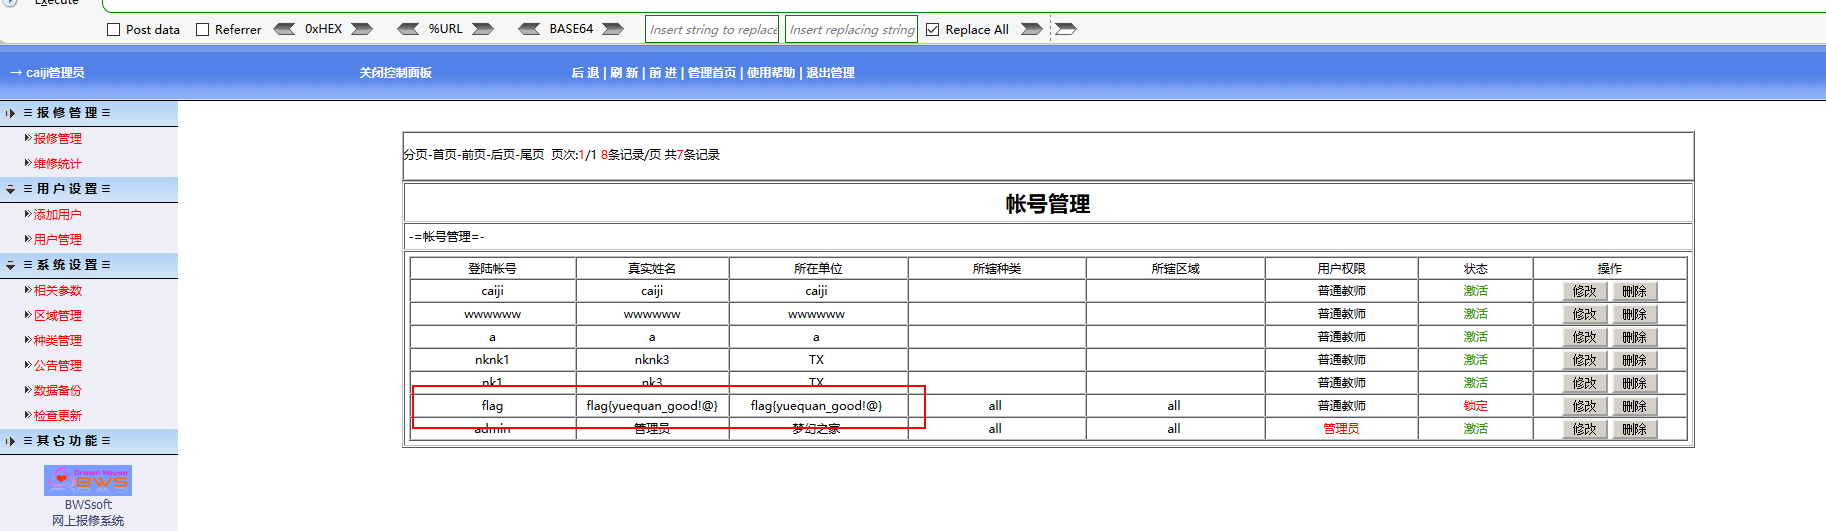 Execute
Post data Referrer 0xHEX %URL BASE64 Insert string to replace Insert replacing string Replace All
→ caiji管理员 关闭控制面板 后 退 | 刷 新 | 前 进 | 管理首页 | 使用帮助 | 退出管理
≡ 报 修 管 理 ≡
报修管理
维修统计
≡ 用 户 设 置 ≡
添加用户
用户管理
≡ 系 统 设 置 ≡
相关参数
区域管理
种类管理
公告管理
数据备份
检查更新
≡ 其 它 功 能 ≡
Dream House
BWS
BWSsoft
网上报修系统
分页-首页-前页-后页-尾页 页次:1/1 8条记录/页 共7条记录
帐号管理
-=帐号管理=-
登陆帐号 真实姓名 所在单位 所辖种类 所辖区域 用户权限 状态 操作
caiji caiji caiji 普通教师 激活 修改 删除
wwwwww wwwwww wwwwww 普通教师 激活 修改 删除
a a a 普通教师 激活 修改 删除
nknk1 nknk3 TX 普通教师 激活 修改 删除
nk1 nk3 TX 普通教师 激活 修改 删除
flag flag{yuequan_good!@} flag{yuequan_good!@} all all 普通教师 锁定 修改 删除
admin 管理员 梦幻之家 all all 管理员 激活 修改 删除